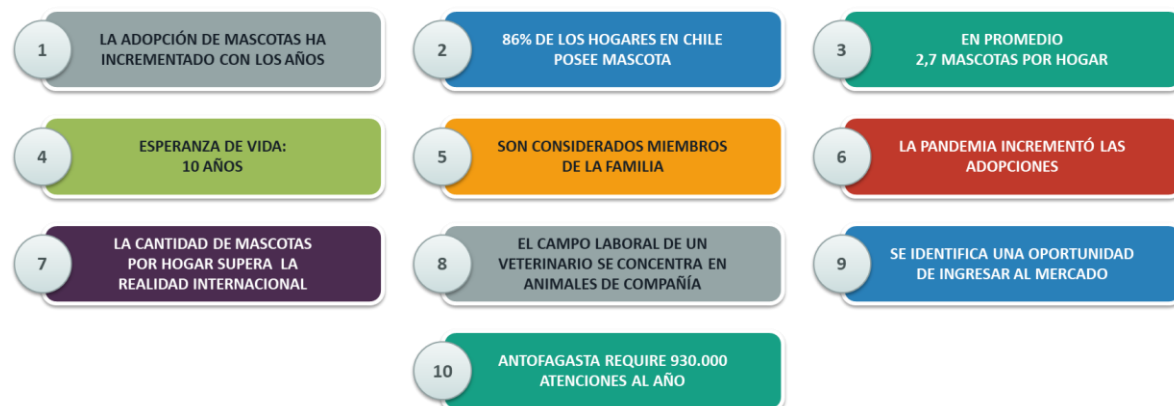 1
LA ADOPCIÓN DE MASCOTAS HA
INCREMENTADO CON LOS AÑOS
2
86% DE LOS HOGARES EN CHILE
POSEE MASCOTA
3
EN PROMEDIO
2,7 MASCOTAS POR HOGAR
4
ESPERANZA DE VIDA:
10 AÑOS
5
SON CONSIDERADOS MIEMBROS
DE LA FAMILIA
6
LA PANDEMIA INCREMENTÓ LAS
ADOPCIONES
7
LA CANTIDAD DE MASCOTAS
POR HOGAR SUPERA LA
REALIDAD INTERNACIONAL
8
EL CAMPO LABORAL DE UN
VETERINARIO SE CONCENTRA EN
ANIMALES DE COMPAÑÍA
9
SE IDENTIFICA UNA OPORTUNIDAD
DE INGRESAR AL MERCADO
10
ANTOFAGASTA REQUIRE 930.000
ATENCIONES AL AÑO